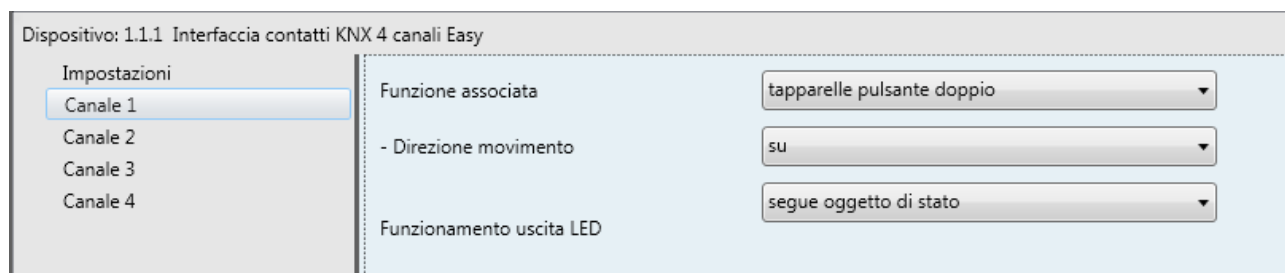 Dispositivo: 1.1.1 Interfaccia contatti KNX 4 canali Easy
Impostazioni
Canale 1
Canale 2
Canale 3
Canale 4
Funzione associata
tapparelle pulsante doppio
- Direzione movimento
su
segue oggetto di stato
Funzionamento uscita LED